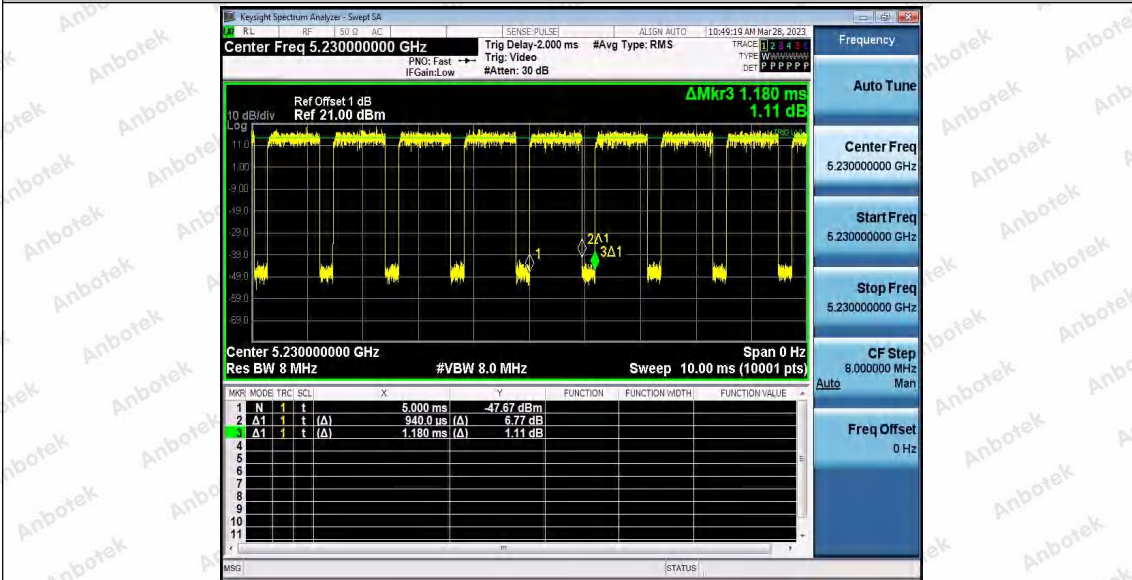 Keysight Spectrum Analyzer - Swept SA
RL RF 50 Ω AC SENSE:PULSE ALIGN AUTO 10:49:19 AM Mar 28, 2023
Center Freq 5.230000000 GHz
PNO: Fast
IFGain:Low
Trig Delay-2.000 ms
Trig: Video
#Atten: 30 dB
#Avg Type: RMS
TRACE 1 2 3 4 5 6
TYPE W
DET P P P P P P
Frequency
Auto Tune
ΔMkr3 1.180 ms
1.11 dB
Ref Offset 1 dB
10 dB/div Ref 21.00 dBm
Log
11.0
1.00
-9.00
-19.0
-29.0
-39.0
-49.0
-59.0
-69.0
1
2Δ1
3Δ1
Center Freq
5.230000000 GHz
Start Freq
5.230000000 GHz
Stop Freq
5.230000000 GHz
CF Step
8.000000 MHz
Auto Man
Freq Offset
0 Hz
Center 5.230000000 GHz Span 0 Hz
Res BW 8 MHz #VBW 8.0 MHz Sweep 10.00 ms (10001 pts)
MKR MODE TRC SCL X Y FUNCTION FUNCTION WIDTH FUNCTION VALUE
1 N 1 t 5.000 ms -47.67 dBm
2 Δ1 1 t (Δ) 940.0 µs (Δ) 6.77 dB
3 Δ1 1 t (Δ) 1.180 ms (Δ) 1.11 dB
4
5
6
7
8
9
10
11
MSG STATUS
Anbotek